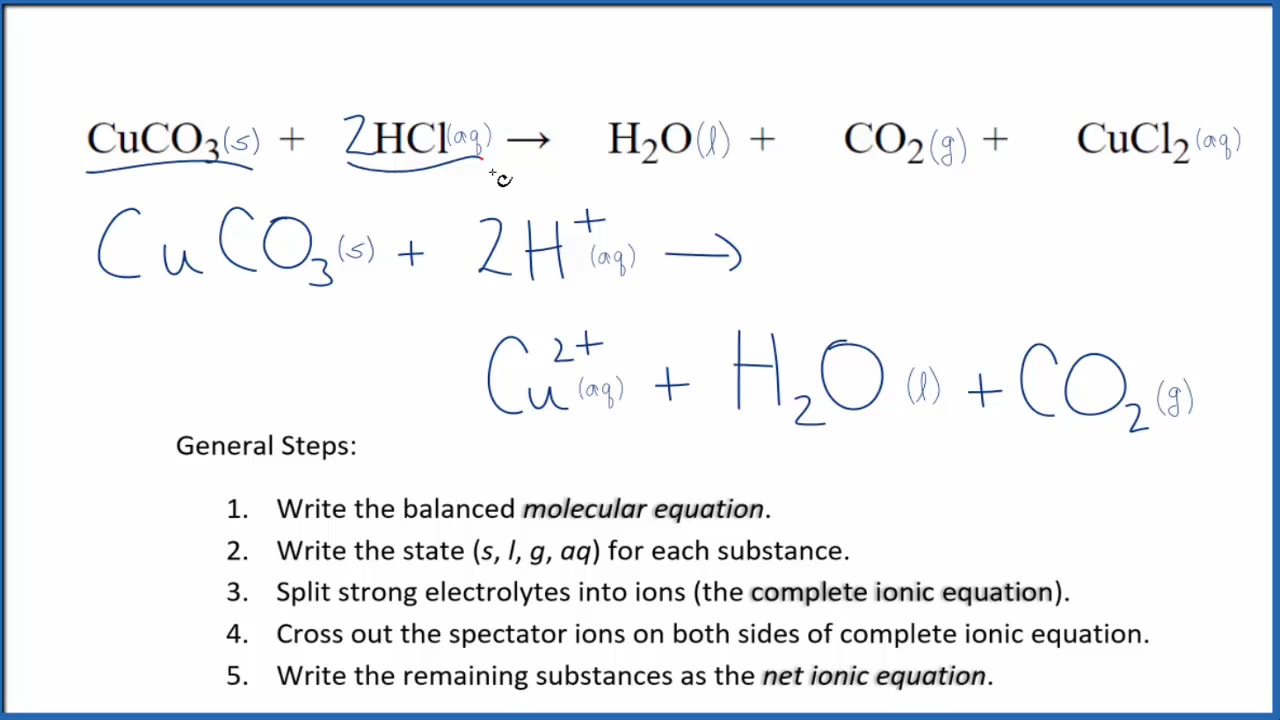 CuCO₃(s) + 2HCl(aq) → H₂O(l) + CO₂(g) + CuCl₂(aq)
CuCO₃(s) + 2H⁺(aq) →
Cu²⁺(aq) + H₂O(l) + CO₂(g)
General Steps:
1. Write the balanced molecular equation.
2. Write the state (s, l, g, aq) for each substance.
3. Split strong electrolytes into ions (the complete ionic equation).
4. Cross out the spectator ions on both sides of complete ionic equation.
5. Write the remaining substances as the net ionic equation.